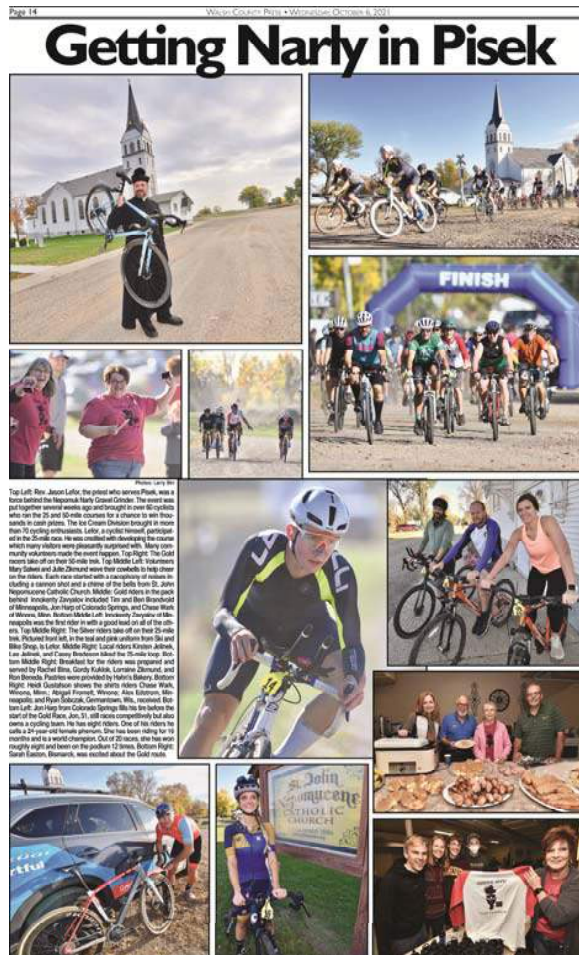 Page 14
WALSH COUNTY PRESS • WEDNESDAY, OCTOBER 6, 2021
Getting Narly in Pisek
FINISH
Photos: Larry Biri
Top Left: Rev. Jason Lefor, the priest who serves Pisek, was a
force behind the Nepomuk Narly Gravel Grinder. The event was
put together several weeks ago and brought in over 60 cyclists
who ran the 25 and 50-mile courses for a chance to win thou-
sands in cash prizes. The Ice Cream Division brought in more
than 70 cycling enthusiasts. Lefor, a cyclist himself, participat-
ed in the 25-mile race. He was credited with developing the course
which many visitors were pleasantly surprised with. Many com-
munity volunteers made the event happen. Top Right: The Gold
racers take off on their 50-mile trek. Top Middle Left: Volunteers
Mary Salwei and Julie Zikmund wave their cowbells to help cheer
on the riders. Each race started with a cacophony of noises in-
cluding a cannon shot and a chime of the bells from St. John
Nepomucene Catholic Church. Middle: Gold riders in the pack
behind Innokenty Zavyalov included Tim and Ben Brandvold
of Minneapolis, Jon Harp of Colorado Springs, and Chase Wark
of Winona, Minn. Bottom Middle Left: Innokenty Zavyalov of Min-
neapolis was the first rider in with a good lead on all of the oth-
ers. Top Middle Right: The Silver riders take off on their 25-mile
trek. Pictured front left, in the teal and pink uniform from Ski and
Bike Shop, is Lefor. Middle Right: Local riders Kirsten Jelinek,
Lee Jelinek, and Casey Bredeson biked the 25-mile loop. Bot-
tom Middle Right: Breakfast for the riders was prepared and
served by Rachel Bina, Gordy Kuklok, Lorraine Zikmund, and
Ron Beneda. Pastries were provided by Hahn's Bakery. Bottom
Right: Heidi Gustafson shows the shirts riders Chase Wark,
Winona, Minn.; Abigail Fromelt, Winona; Alex Edstrom, Min-
neapolis; and Ryan Sobczak, Germantown, Wis., received. Bot-
tom Left: Jon Harp from Colorado Springs fills his tire before the
start of the Gold Race. Jon, 51, still races competitively but also
owns a cycling team. He has eight riders. One of his riders he
calls a 24-year-old female phenom. She has been riding for 19
months and is a world champion. Out of 20 races, she has won
roughly eight and been on the podium 12 times. Bottom Right:
Sarah Easton, Bismarck, was excited about the Gold route.
14
St. John
Nepomucene
CATHOLIC
CHURCH